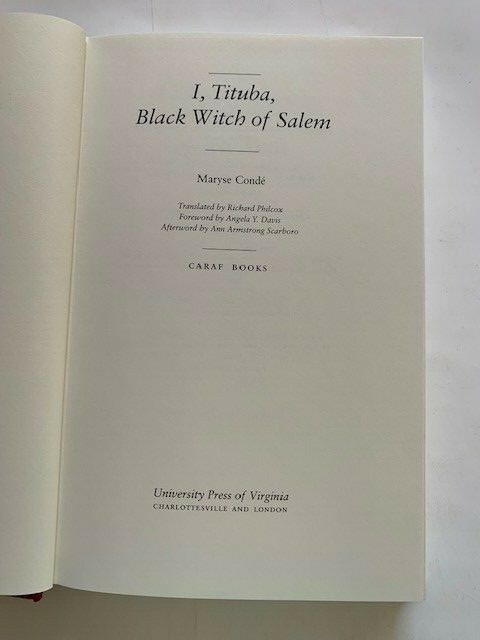 I, Tituba,
Black Witch of Salem
Maryse Condé
Translated by Richard Philcox
Foreword by Angela Y. Davis
Afterword by Ann Armstrong Scarboro
CARAF BOOKS
University Press of Virginia
CHARLOTTESVILLE AND LONDON